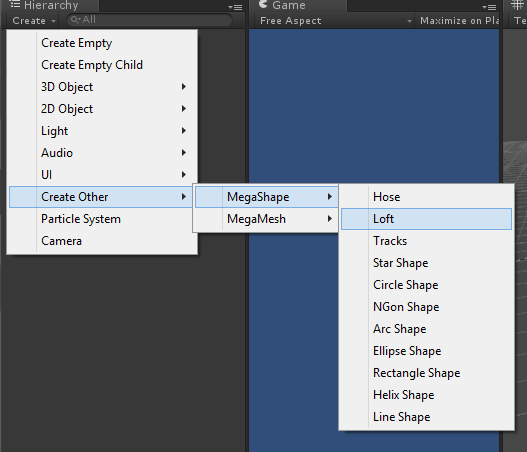 Hierarchy
Game
Create
All
Free Aspect
Maximize on Pla
Te
Create Empty
Create Empty Child
3D Object
2D Object
Light
Audio
UI
Create Other
Particle System
Camera
MegaShape
MegaMesh
Hose
Loft
Tracks
Star Shape
Circle Shape
NGon Shape
Arc Shape
Ellipse Shape
Rectangle Shape
Helix Shape
Line Shape